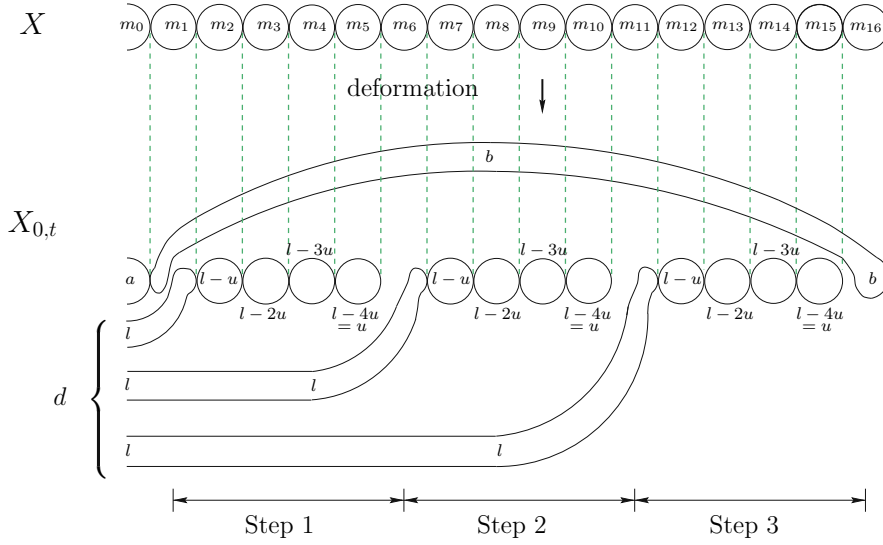 X m₀ m₁ m₂ m₃ m₄ m₅ m₆ m₇ m₈ m₉ m₁₀ m₁₁ m₁₂ m₁₃ m₁₄ m₁₅ m₁₆
deformation
b
X₀,ₜ
l − 3u l − 3u l − 3u
a l − u l − u l − u b
l − 2u l − 4u l − 2u l − 4u l − 2u l − 4u
= u = u = u
l
l l
d
l l
Step 1 Step 2 Step 3